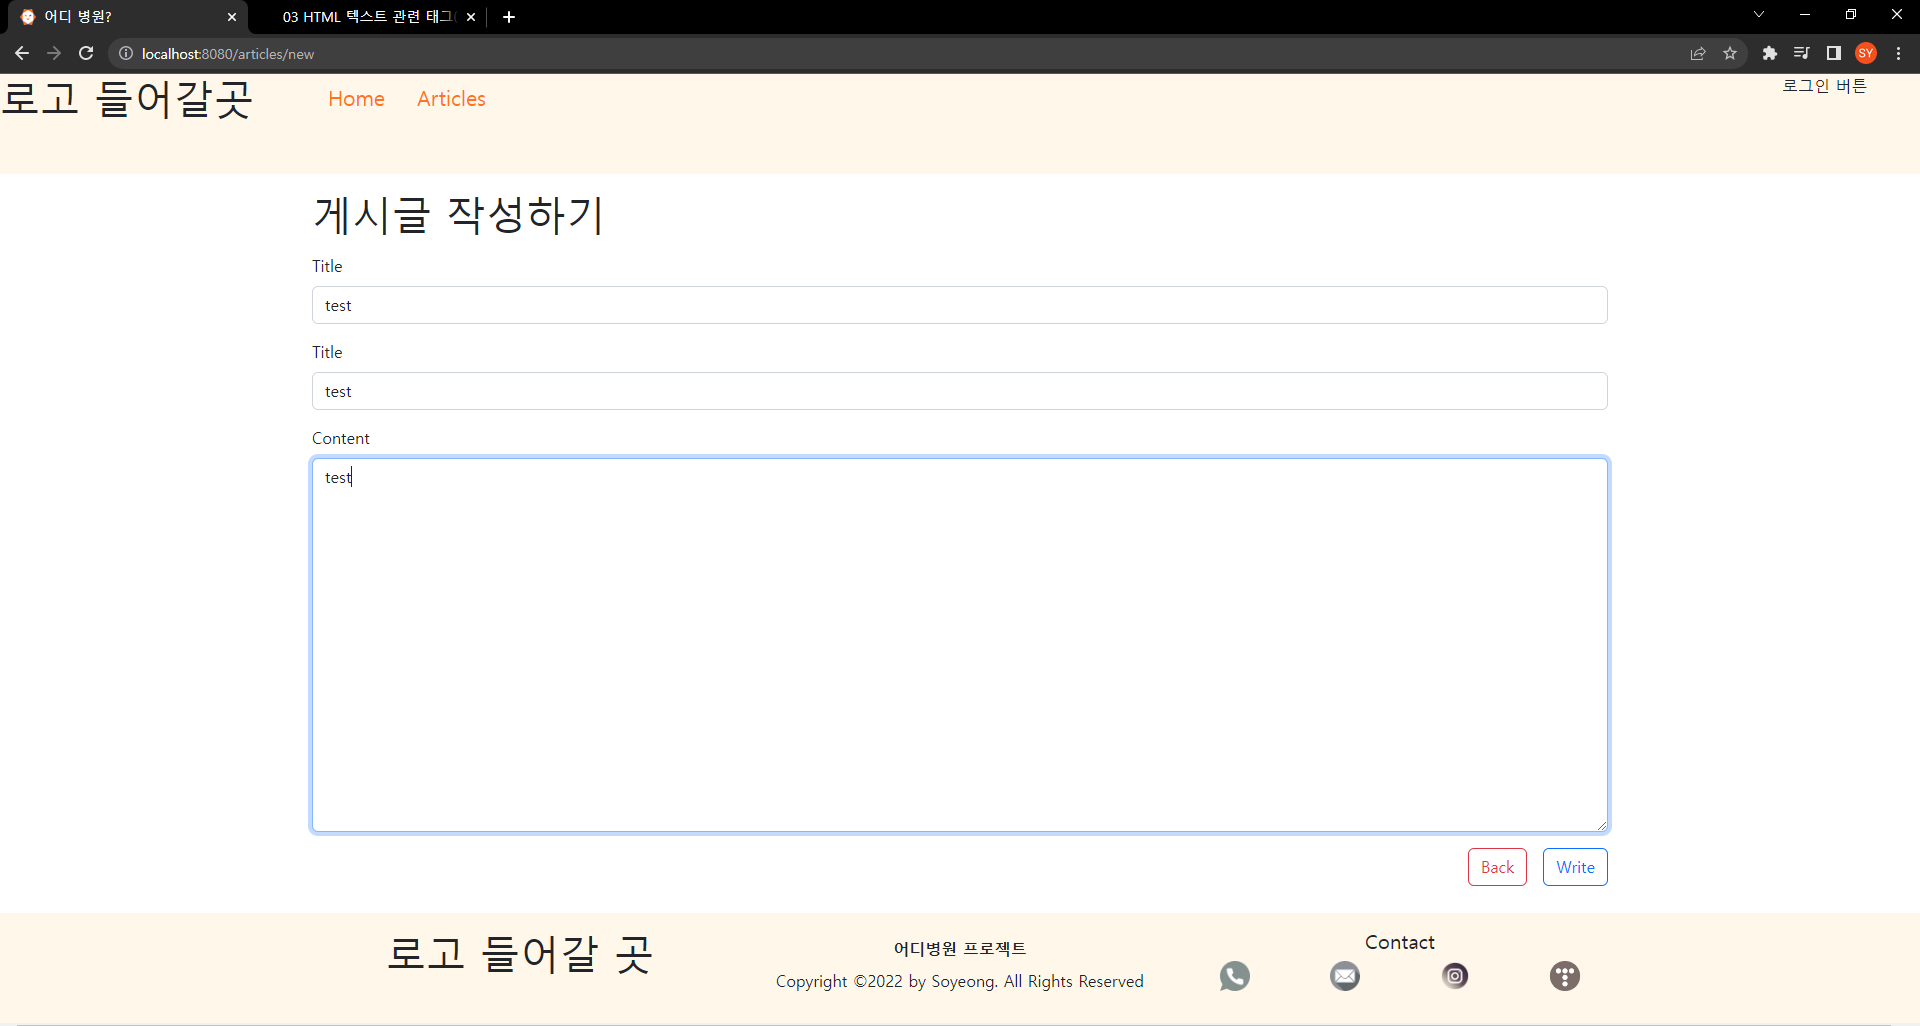 어디 병원?
03 HTML 텍스트 관련 태그(
localhost:8080/articles/new
SY
로고 들어갈곳
Home
Articles
로그인 버튼
게시글 작성하기
Title
test
Title
test
Content
test
Back
Write
로고 들어갈 곳
어디병원 프로젝트
Copyright ©2022 by Soyeong. All Rights Reserved
Contact